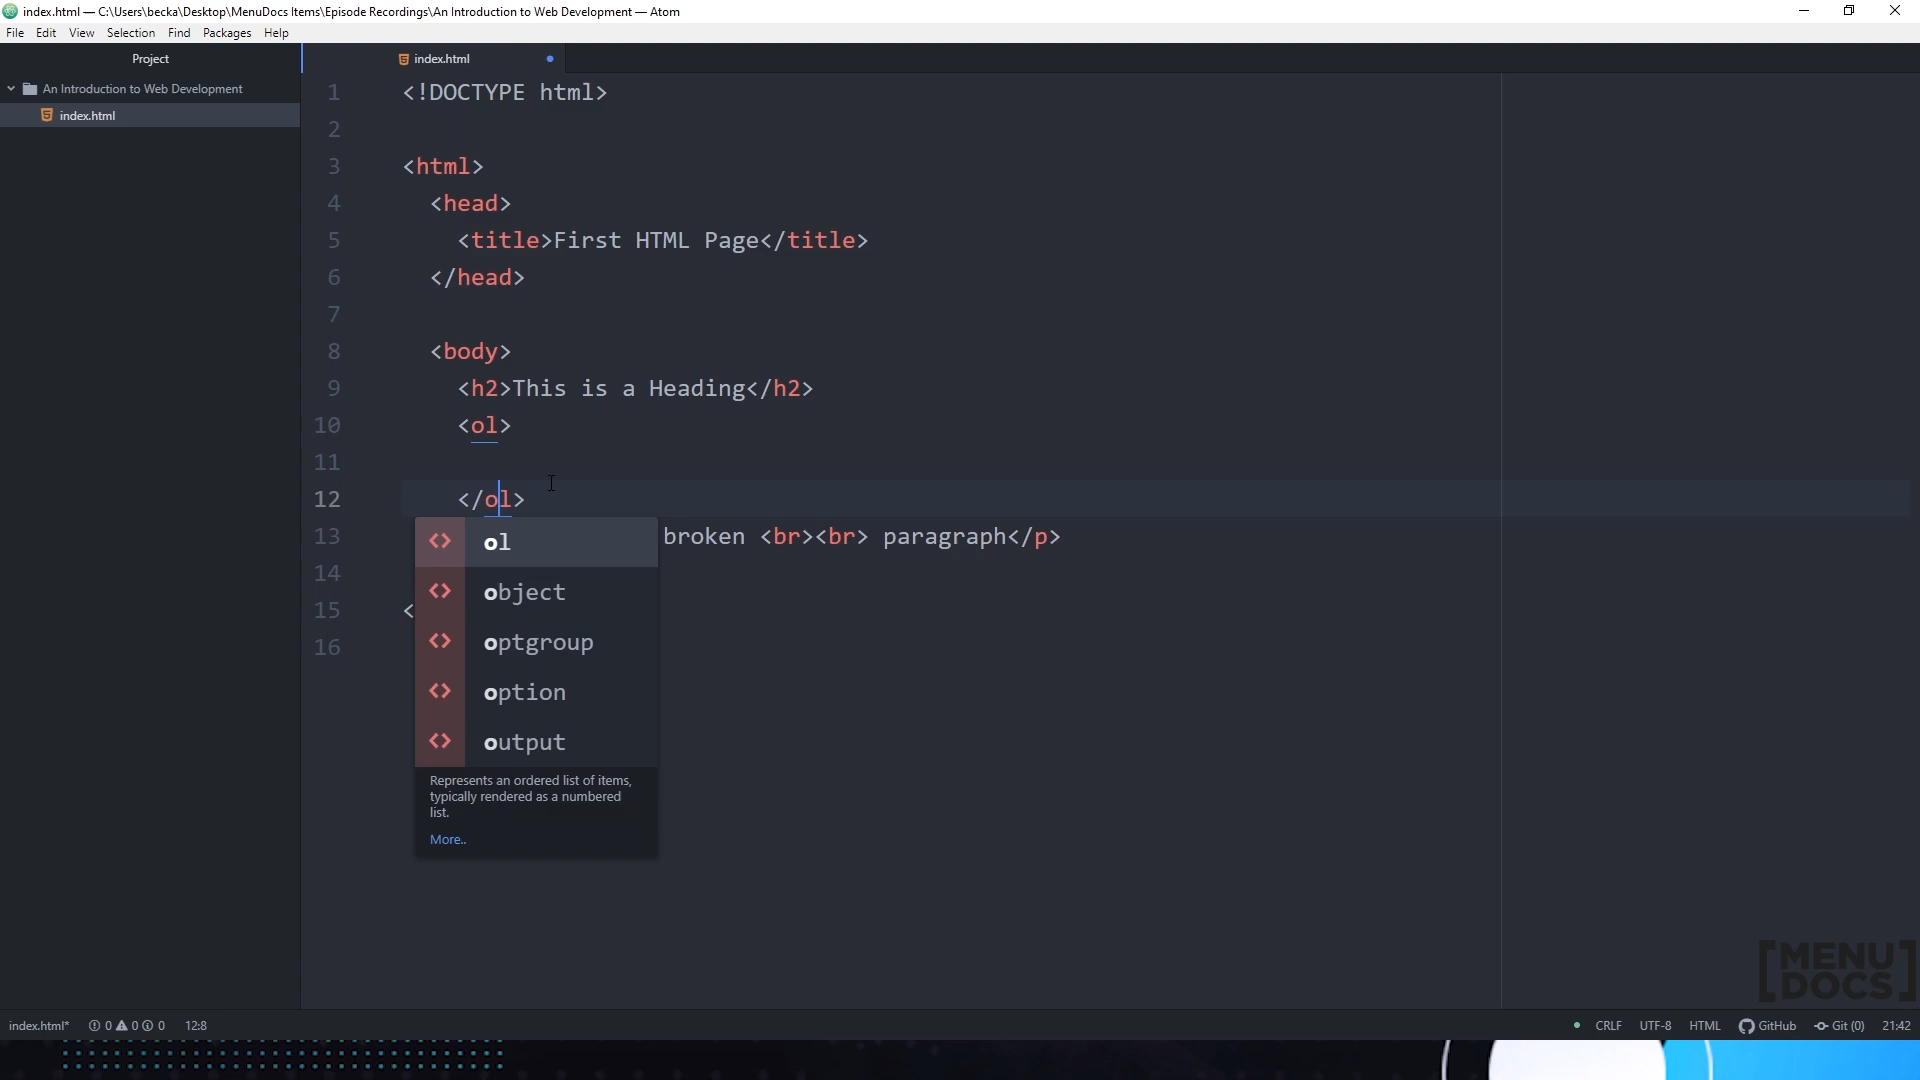 index.html — C:\Users\becka\Desktop\MenuDocs Items\Episode Recordings\An Introduction to Web Development — Atom
File Edit View Selection Find Packages Help
Project
index.html
An Introduction to Web Development
index.html
1 <!DOCTYPE html>
2
3 <html>
4 <head>
5 <title>First HTML Page</title>
6 </head>
7
8 <body>
9 <h2>This is a Heading</h2>
10 <ol>
11
12 </ol>
13 broken <br><br> paragraph</p>
14
15 <
16
<> ol
<> object
<> optgroup
<> option
<> output
Represents an ordered list of items,
typically rendered as a numbered
list.
More..
[MENU
DOCS]
index.html* 0 0 0 12:8 CRLF UTF-8 HTML GitHub Git (0) 21:42